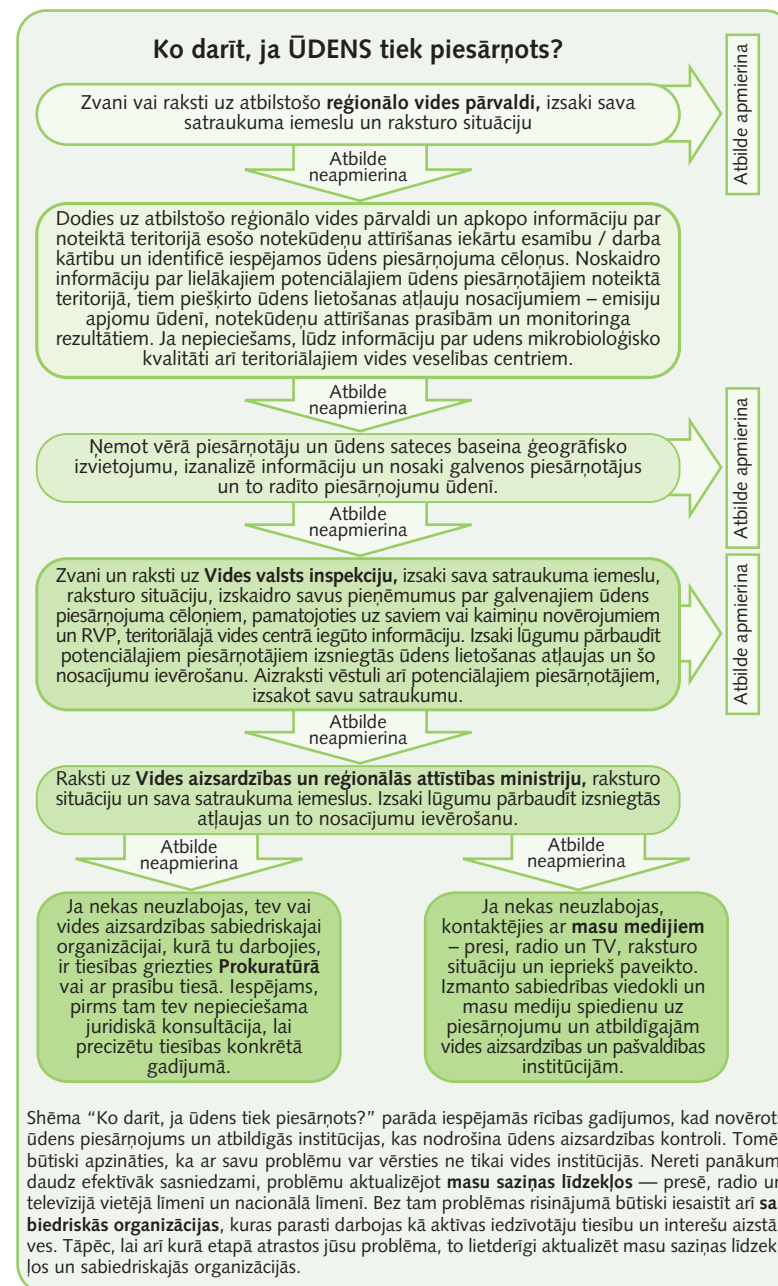 Ko darīt, ja ŪDENS tiek piesārņots?
Zvani vai raksti uz atbilstošo reģionālo vides pārvaldi, izsaki sava
satraukuma iemeslu un raksturo situāciju
Atbilde apmierina
Atbilde
neapmierina
Dodies uz atbilstošo reģionālo vides pārvaldi un apkopo informāciju par
noteiktā teritorijā esošo notekūdeņu attīrīšanas iekārtu esamību / darba
kārtību un identificē iespējamos ūdens piesārņojuma cēloņus. Noskaidro
informāciju par lielākajiem potenciālajiem ūdens piesārņotājiem noteiktā
teritorijā, tiem piešķirto ūdens lietošanas atļauju nosacījumiem – emisiju
apjomu ūdenī, notekūdeņu attīrīšanas prasībām un monitoringa
rezultātiem. Ja nepieciešams, lūdz informāciju par udens mikrobioloģisko
kvalitāti arī teritoriālajiem vides veselības centriem.
Atbilde
neapmierina
Ņemot vērā piesārņotāju un ūdens sateces baseina ģeogrāfisko
izvietojumu, izanalizē informāciju un nosaki galvenos piesārņotājus
un to radīto piesārņojumu ūdenī.
Atbilde apmierina
Atbilde
neapmierina
Zvani un raksti uz Vides valsts inspekciju, izsaki sava satraukuma iemeslu,
raksturo situāciju, izskaidro savus pieņēmumus par galvenajiem ūdens
piesārņojuma cēloņiem, pamatojoties uz saviem vai kaimiņu novērojumiem
un RVP, teritoriālajā vides centrā iegūto informāciju. Izsaki lūgumu pārbaudīt
potenciālajiem piesārņotājiem izsniegtās ūdens lietošanas atļaujas un šo
nosacījumu ievērošanu. Aizraksti vēstuli arī potenciālajiem piesārņotājiem,
izsakot savu satraukumu.
Atbilde apmierina
Atbilde
neapmierina
Raksti uz Vides aizsardzības un reģionālās attīstības ministriju, raksturo
situāciju un sava satraukuma iemeslus. Izsaki lūgumu pārbaudīt izsniegtās
atļaujas un to nosacījumu ievērošanu.
Atbilde
neapmierina
Ja nekas neuzlabojas, tev vai
vides aizsardzības sabiedriskajai
organizācijai, kurā tu darbojies,
ir tiesības griezties Prokuratūrā
vai ar prasību tiesā. Iespējams,
pirms tam tev nepieciešama
juridiskā konsultācija, lai
precizētu tiesības konkrētā
gadījumā.
Atbilde
neapmierina
Ja nekas neuzlabojas,
kontaktējies ar masu medijiem
– presi, radio un TV, raksturo
situāciju un iepriekš paveikto.
Izmanto sabiedrības viedokli un
masu mediju spiedienu uz
piesārņojumu un atbildīgajām
vides aizsardzības un pašvaldības
institūcijām.
Shēma “Ko darīt, ja ūdens tiek piesārņots?” parāda iespējamās rīcības gadījumos, kad novērots
ūdens piesārņojums un atbildīgās institūcijas, kas nodrošina ūdens aizsardzības kontroli. Tomē
būtiski apzināties, ka ar savu problēmu var vērsties ne tikai vides institūcijās. Nereti panākum
daudz efektīvāk sasniedzami, problēmu aktualizējot masu saziņas līdzekļos — presē, radio un
televīzijā vietējā līmenī un nacionālā līmenī. Bez tam problēmas risinājumā būtiski iesaistīt arī sa
biedriskās organizācijas, kuras parasti darbojas kā aktīvas iedzīvotāju tiesību un interešu aizstā
ves. Tāpēc, lai arī kurā etapā atrastos jūsu problēma, to lietderīgi aktualizēt masu saziņas līdzek
ļos un sabiedriskajās organizācijās.